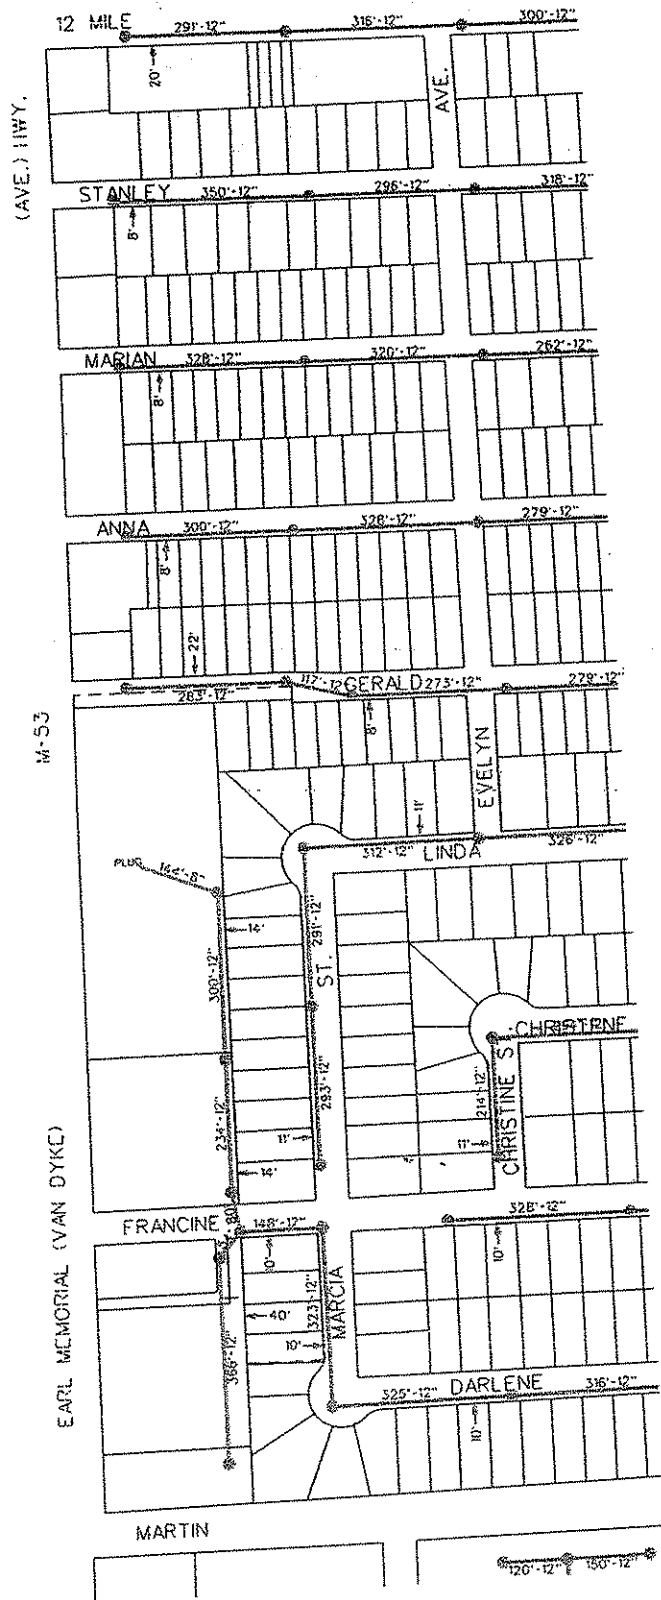 12 MILE
291'-12"
316'-12"
300'-12"
20'
AVE.
(AVE.) HWY.
STANLEY
350'-12"
296'-12"
318'-12"
8'
MARIAN
328'-12"
320'-12"
262'-12"
8'
ANNA
300'-12"
328'-12"
279'-12"
8'
22'
283'-12"
117'-12"
GERALD
273'-12"
279'-12"
8'
M-53
EVELYN
11'
312'-12"
LINDA
326'-12"
PLUG
164'-8"
14'
300'-12"
291'-12"
ST.
CHRISTINE
293'-12"
214'-12"
CHRISTINE S
234'-12"
11'
11'
14'
EARL MEMORIAL (VAN DYKE)
FRANCINE
148'-12"
328'-12"
10'
10'
40'
323'-12"
MARCIA
10'
366'-12"
325'-12"
DARLENE
316'-12"
10'
MARTIN
120'-12"
150'-12"